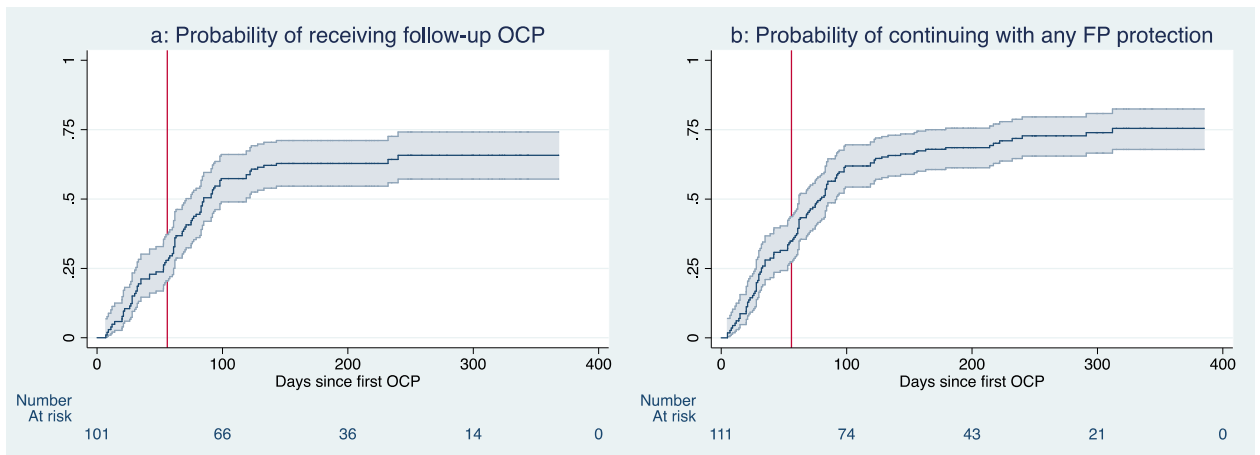 a: Probability of receiving follow-up OCP
1
.75
.5
.25
0
0 100 200 300 400
Days since first OCP
Number
At risk
101 66 36 14 0
b: Probability of continuing with any FP protection
1
.75
.5
.25
0
0 100 200 300 400
Days since first OCP
Number
At risk
111 74 43 21 0